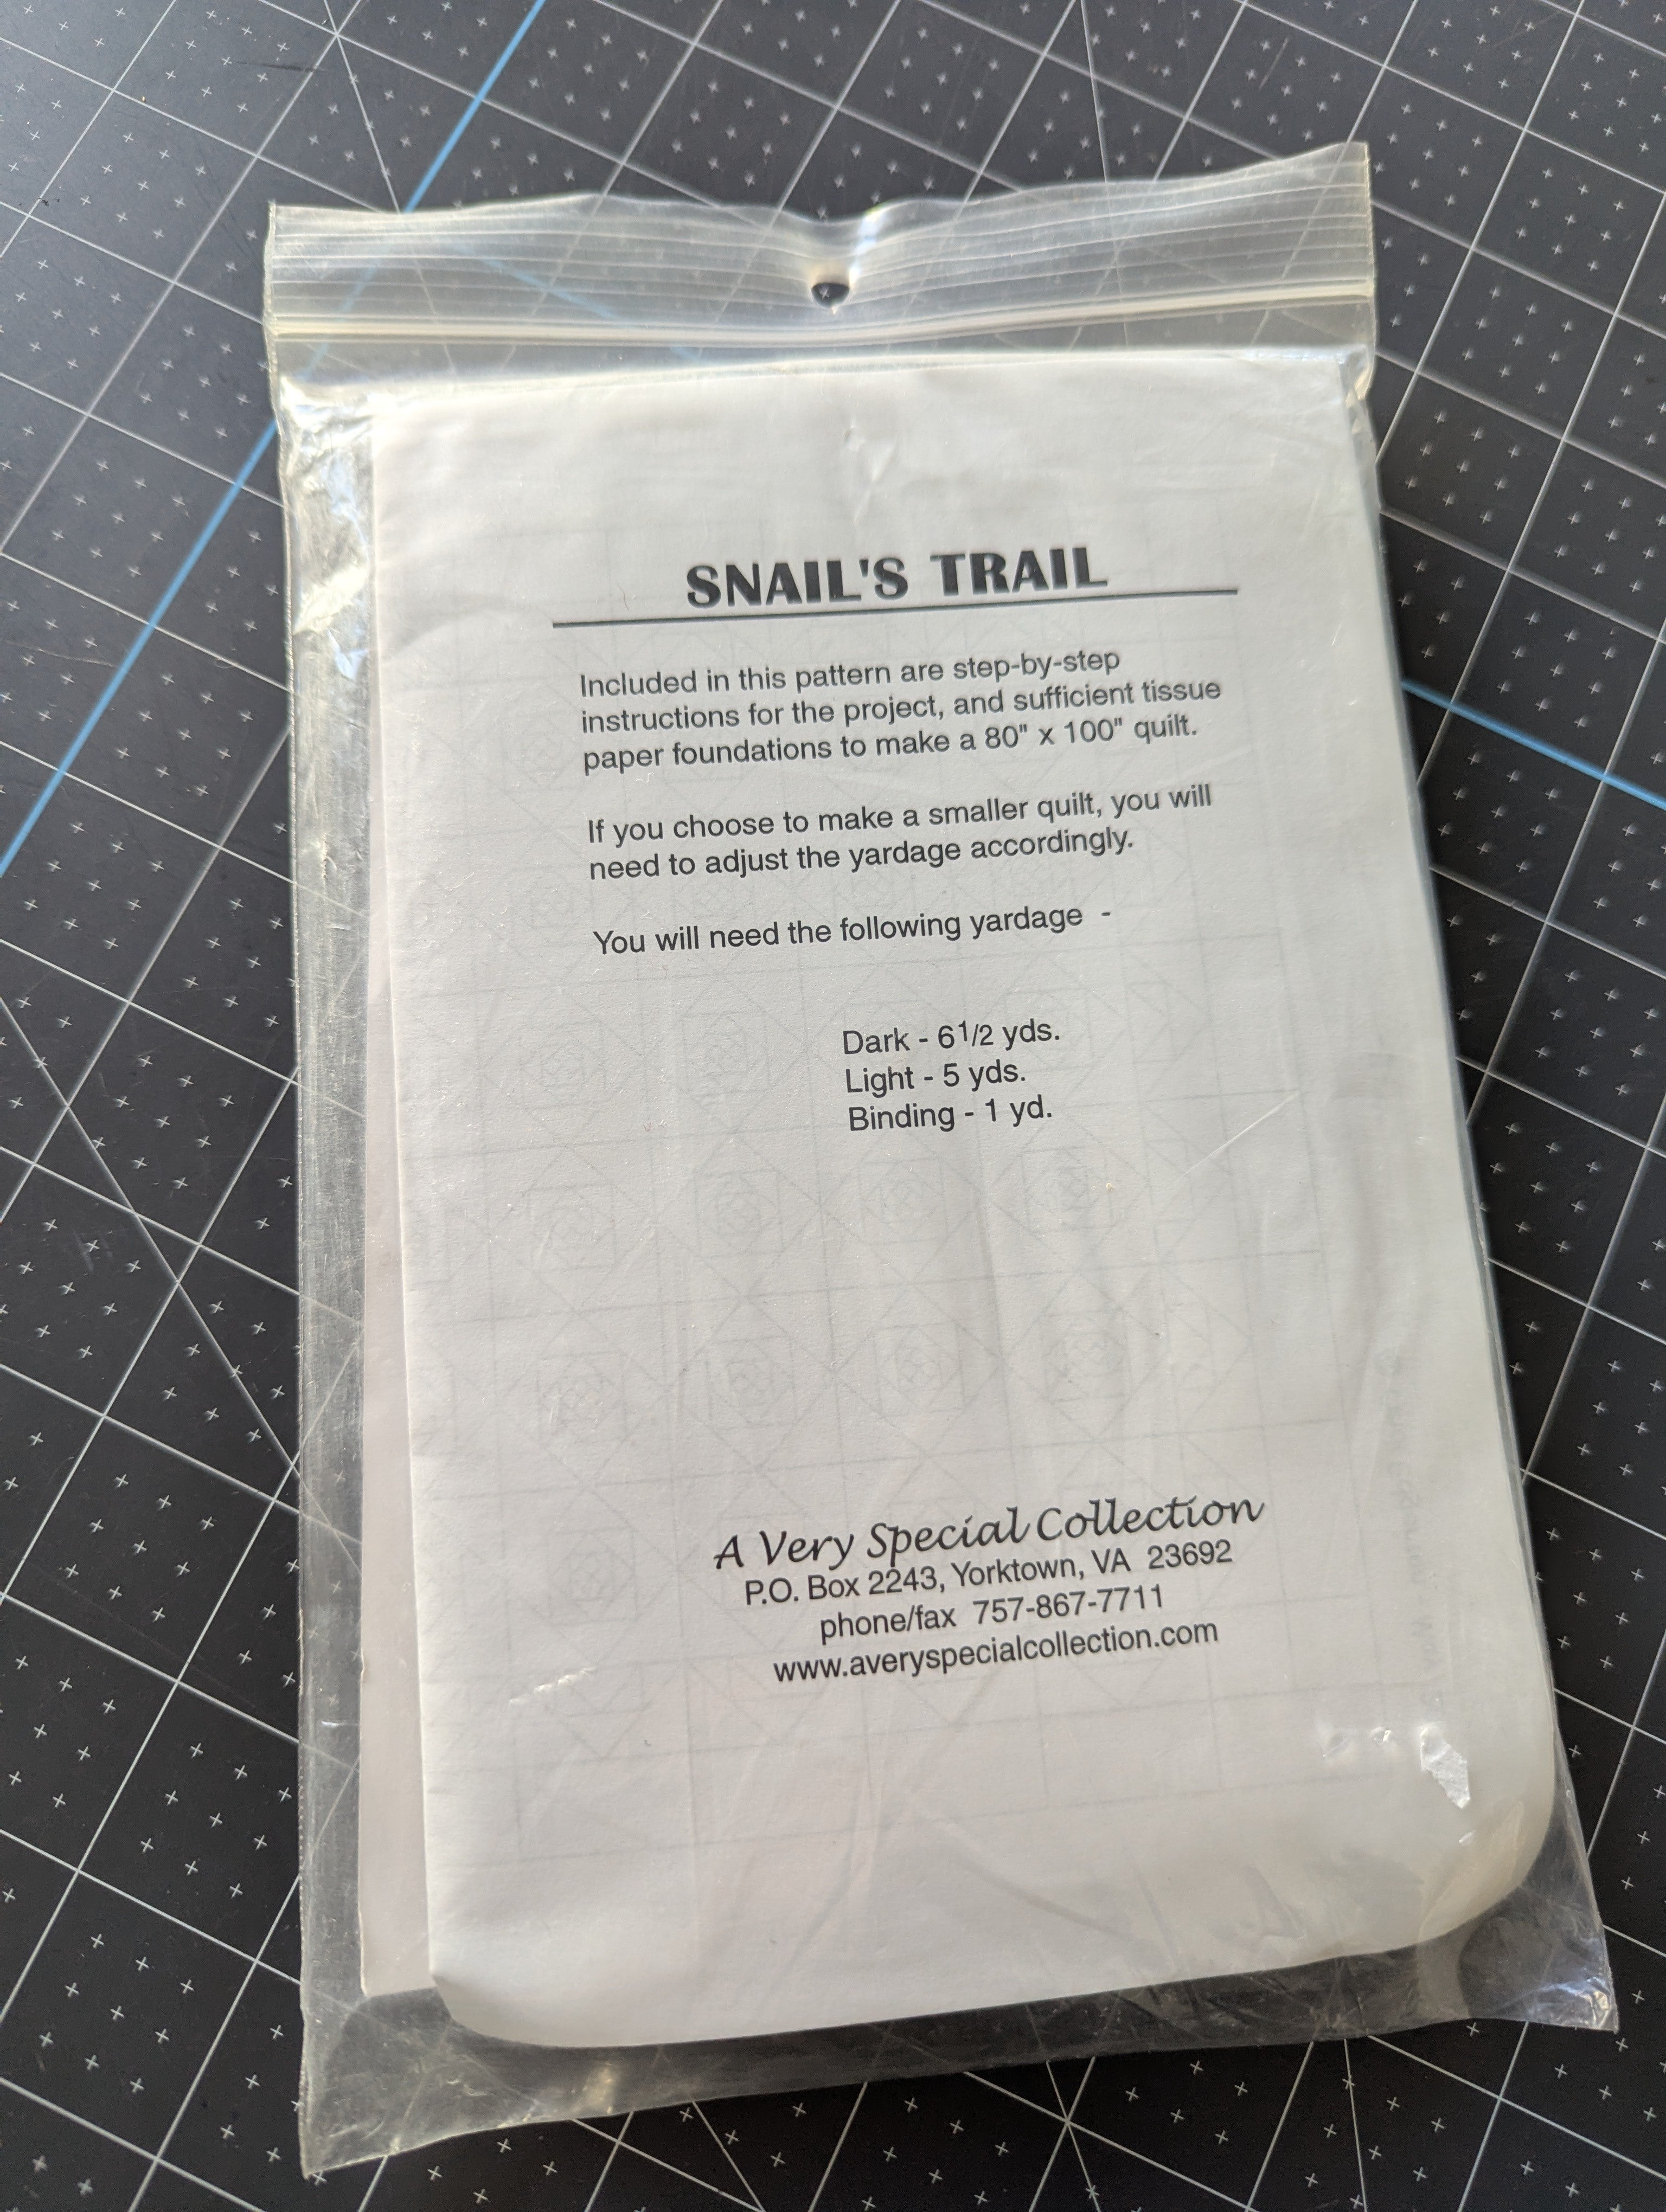 SNAIL'S TRAIL
Included in this pattern are step-by-step
instructions for the project, and sufficient tissue
paper foundations to make a 80" x 100" quilt.
If you choose to make a smaller quilt, you will
need to adjust the yardage accordingly.
You will need the following yardage -
Dark - 6 1/2 yds.
Light - 5 yds.
Binding - 1 yd.
A Very Special Collection
P.O. Box 2243, Yorktown, VA 23692
phone/fax 757-867-7711
www.averyspecialcollection.com